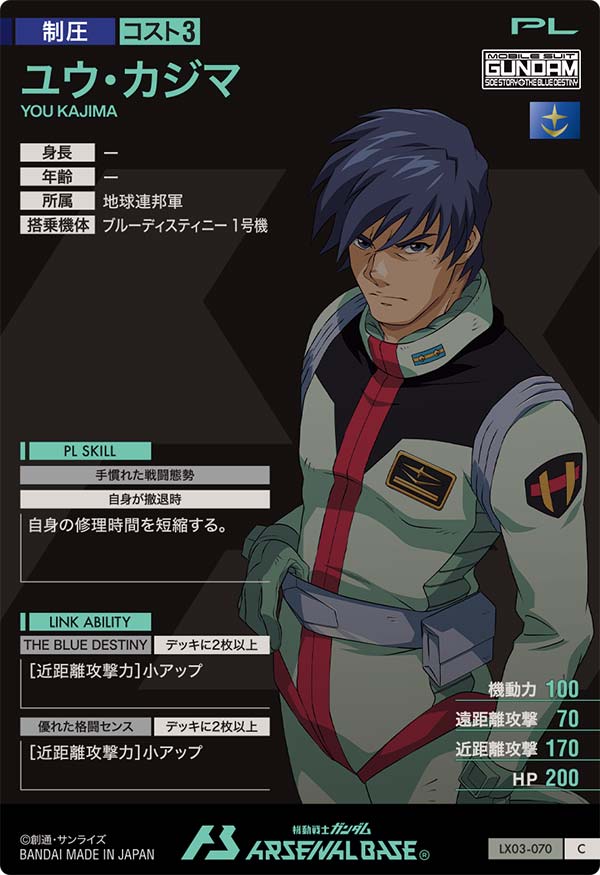 制圧 コスト3 PL
ユウ・カジマ
YOU KAJIMA
MOBILE SUIT
GUNDAM
SIDE STORY THE BLUE DESTINY
身長 ー
年齢 ー
所属 地球連邦軍
搭乗機体 ブルーディスティニー 1号機
PL SKILL
手慣れた戦闘態勢
自身が撤退時
自身の修理時間を短縮する。
LINK ABILITY
THE BLUE DESTINY デッキに2枚以上
[近距離攻撃力]小アップ
優れた格闘センス デッキに2枚以上
[近距離攻撃力]小アップ
機動力 100
遠距離攻撃 70
近距離攻撃 170
HP 200
©創通・サンライズ
BANDAI MADE IN JAPAN
機動戦士ガンダム
ARSENAL BASE®
LX03-070 C